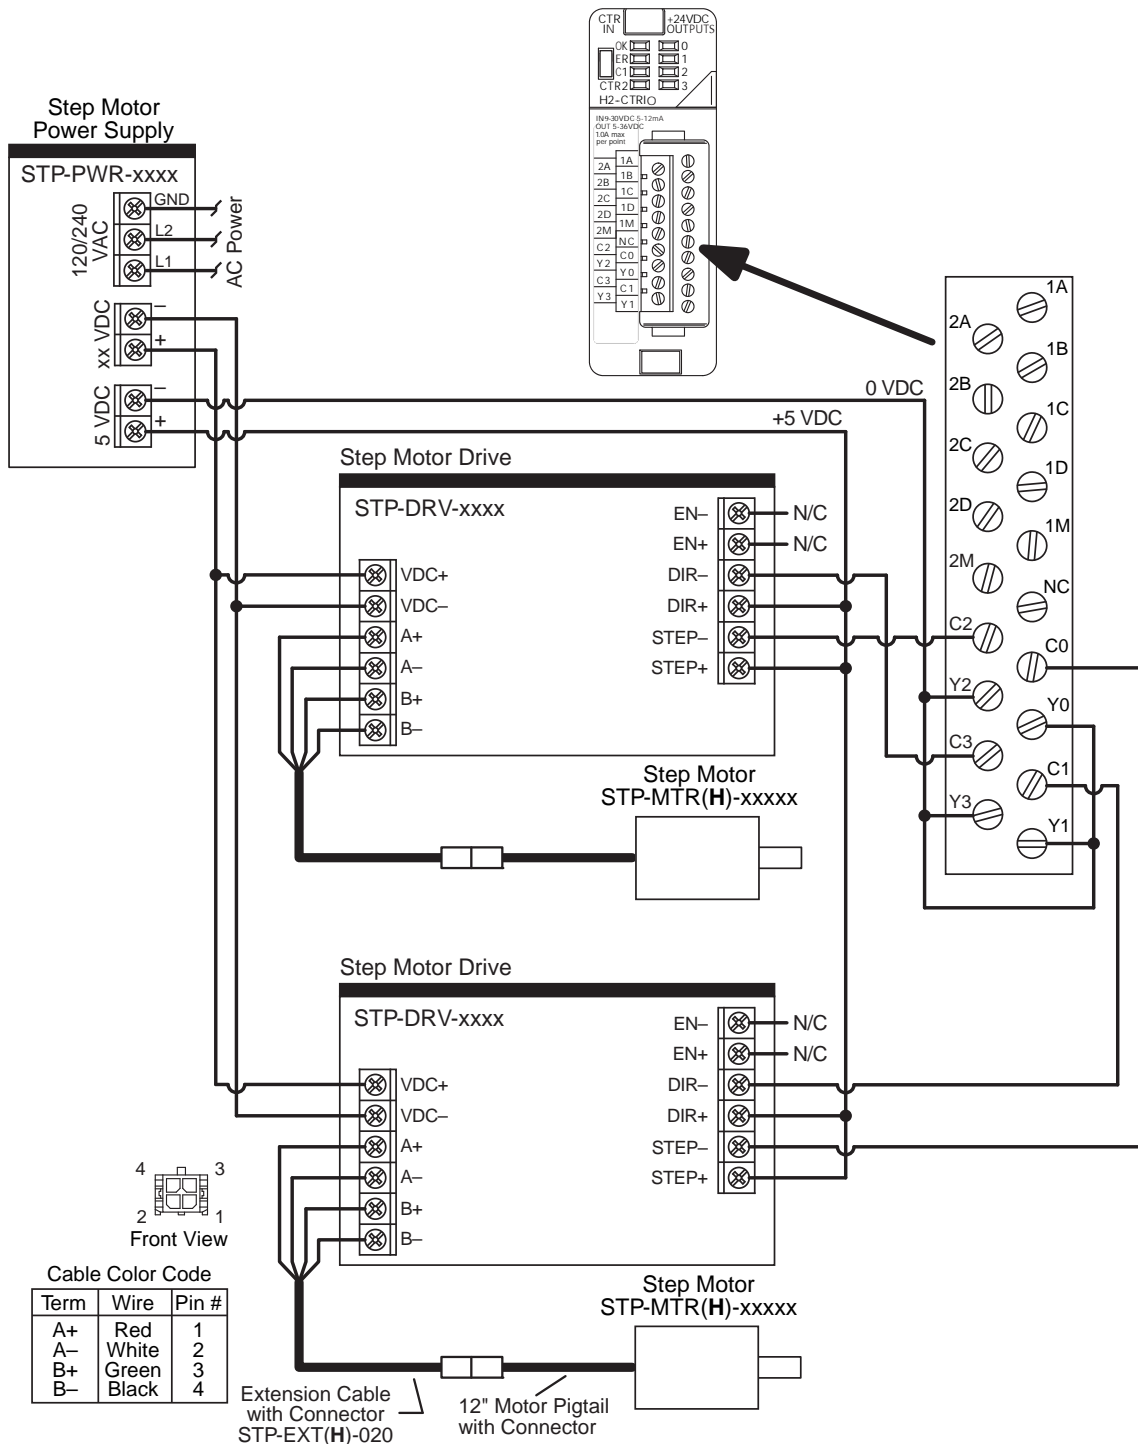 CTR
IN
+24VDC
OUTPUTS
OK
0
ER
1
C1
2
CTR2
3
H2-CTRIO
IN9-30VDC 5-12mA
OUT 5-36VDC
1.0A max
per point
1A
2A
1B
2B
1C
2C
1D
2D
1M
2M
NC
C2
C0
Y2
Y0
C3
C1
Y3
Y1
Step Motor
Power Supply
STP-PWR-xxxx
120/240
VAC
GND
L2
L1
AC Power
xx VDC
–
+
5 VDC
–
+
0 VDC
+5 VDC
1A
2A
1B
2B
1C
2C
1D
2D
1M
2M
NC
C2
C0
Y2
Y0
C3
C1
Y3
Y1
Step Motor Drive
STP-DRV-xxxx
VDC+
VDC–
A+
A–
B+
B–
EN–
N/C
EN+
N/C
DIR–
DIR+
STEP–
STEP+
Step Motor
STP-MTR(H)-xxxxx
Step Motor Drive
STP-DRV-xxxx
VDC+
VDC–
A+
A–
B+
B–
EN–
N/C
EN+
N/C
DIR–
DIR+
STEP–
STEP+
Step Motor
STP-MTR(H)-xxxxx
4 3
2 1
Front View
Cable Color Code
Term Wire Pin #
A+ Red 1
A– White 2
B+ Green 3
B– Black 4
Extension Cable
with Connector
STP-EXT(H)-020
12" Motor Pigtail
with Connector